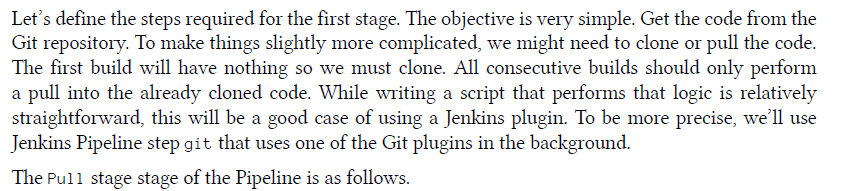 Let’s define the steps required for the first stage. The objective is very simple. Get the code from the
Git repository. To make things slightly more complicated, we might need to clone or pull the code.
The first build will have nothing so we must clone. All consecutive builds should only perform
a pull into the already cloned code. While writing a script that performs that logic is relatively
straightforward, this will be a good case of using a Jenkins plugin. To be more precise, we’ll use
Jenkins Pipeline step git that uses one of the Git plugins in the background.
The Pull stage stage of the Pipeline is as follows.